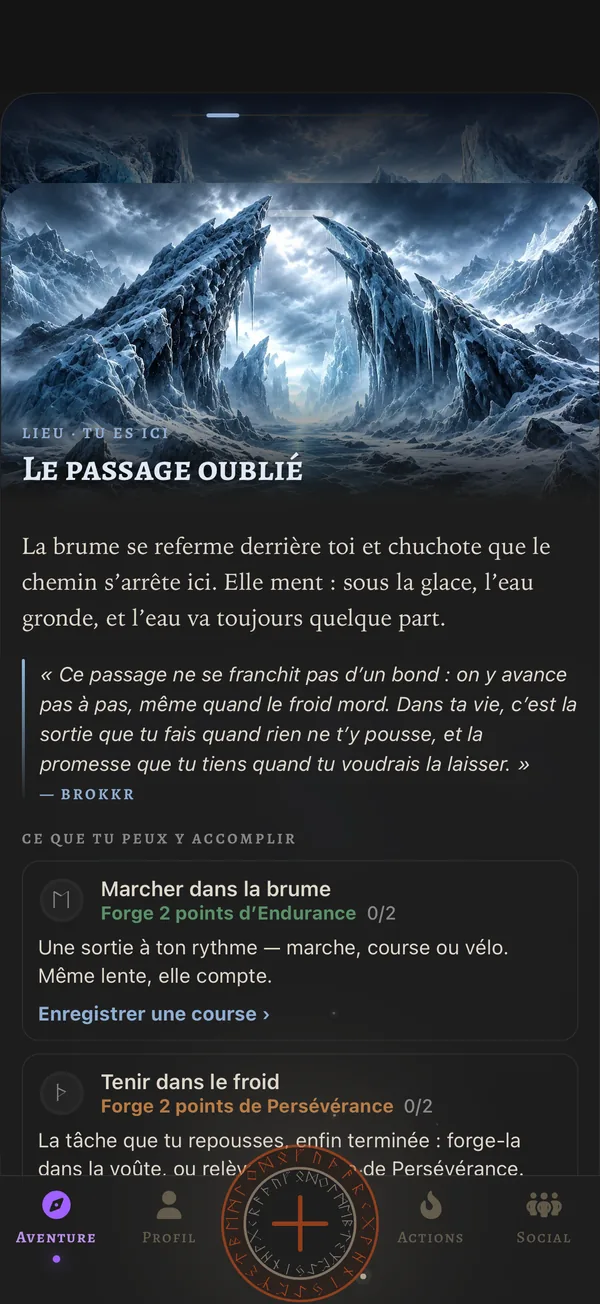 LIEU · TU ES ICI
LE PASSAGE OUBLIÉ
La brume se referme derrière toi et chuchote que le
chemin s’arrête ici. Elle ment : sous la glace, l’eau
gronde, et l’eau va toujours quelque part.
« Ce passage ne se franchit pas d’un bond : on y avance
pas à pas, même quand le froid mord. Dans ta vie, c’est la
sortie que tu fais quand rien ne t’y pousse, et la
promesse que tu tiens quand tu voudrais la laisser. »
— BROKKR
CE QUE TU PEUX Y ACCOMPLIR
Marcher dans la brume
Forge 2 points d’Endurance 0/2
Une sortie à ton rythme — marche, course ou vélo.
Même lente, elle compte.
Enregistrer une course ›
Tenir dans le froid
Forge 2 points de Persévérance 0/2
La tâche que tu repousses, enfin terminée : forge-la
dans la voûte, ou de Persévérance.
AVENTURE
PROFIL
ACTIONS
SOCIAL